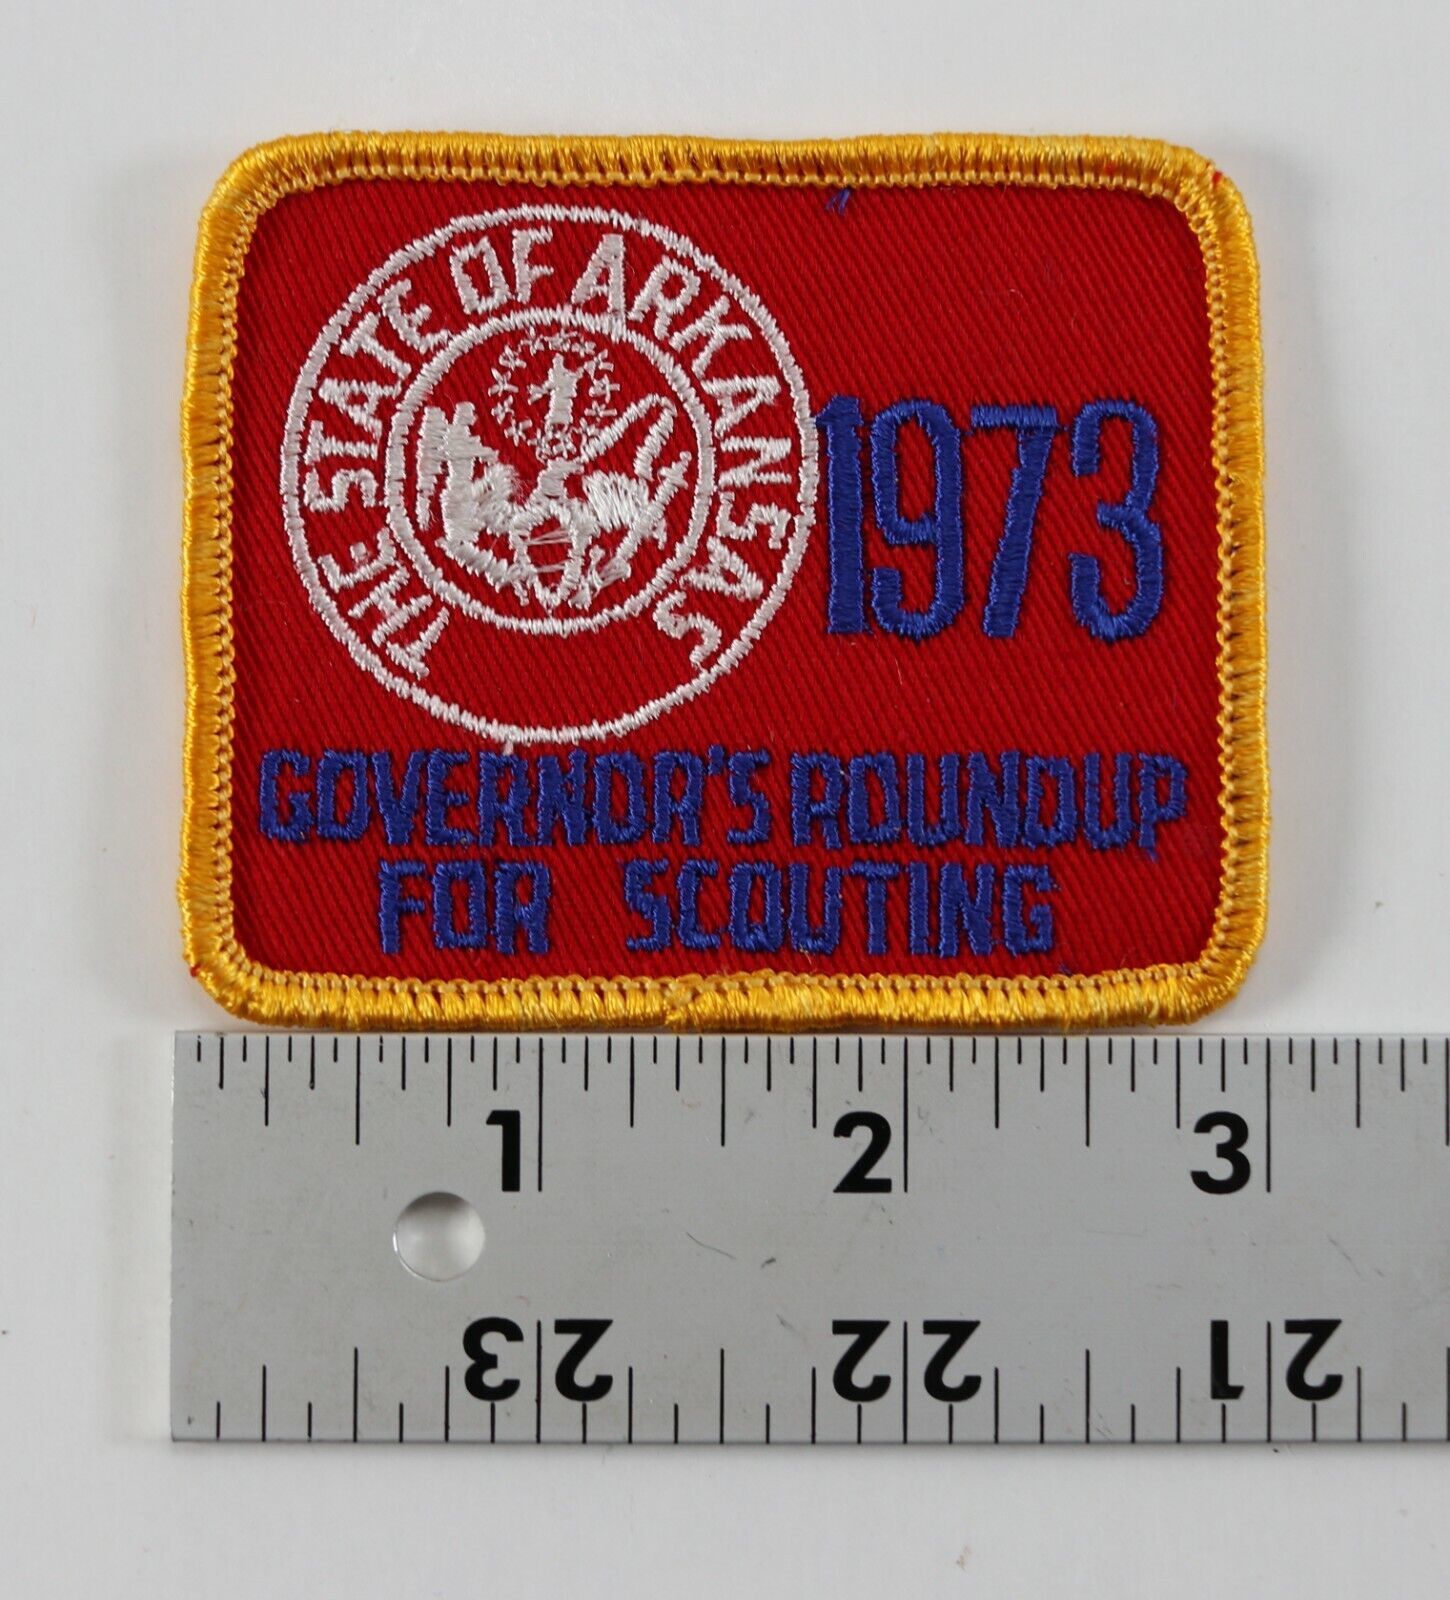 THE STATE OF ARKANSAS
1973
GOVERNOR'S ROUNDUP
FOR SCOUTING
1 2 3
23 22 21